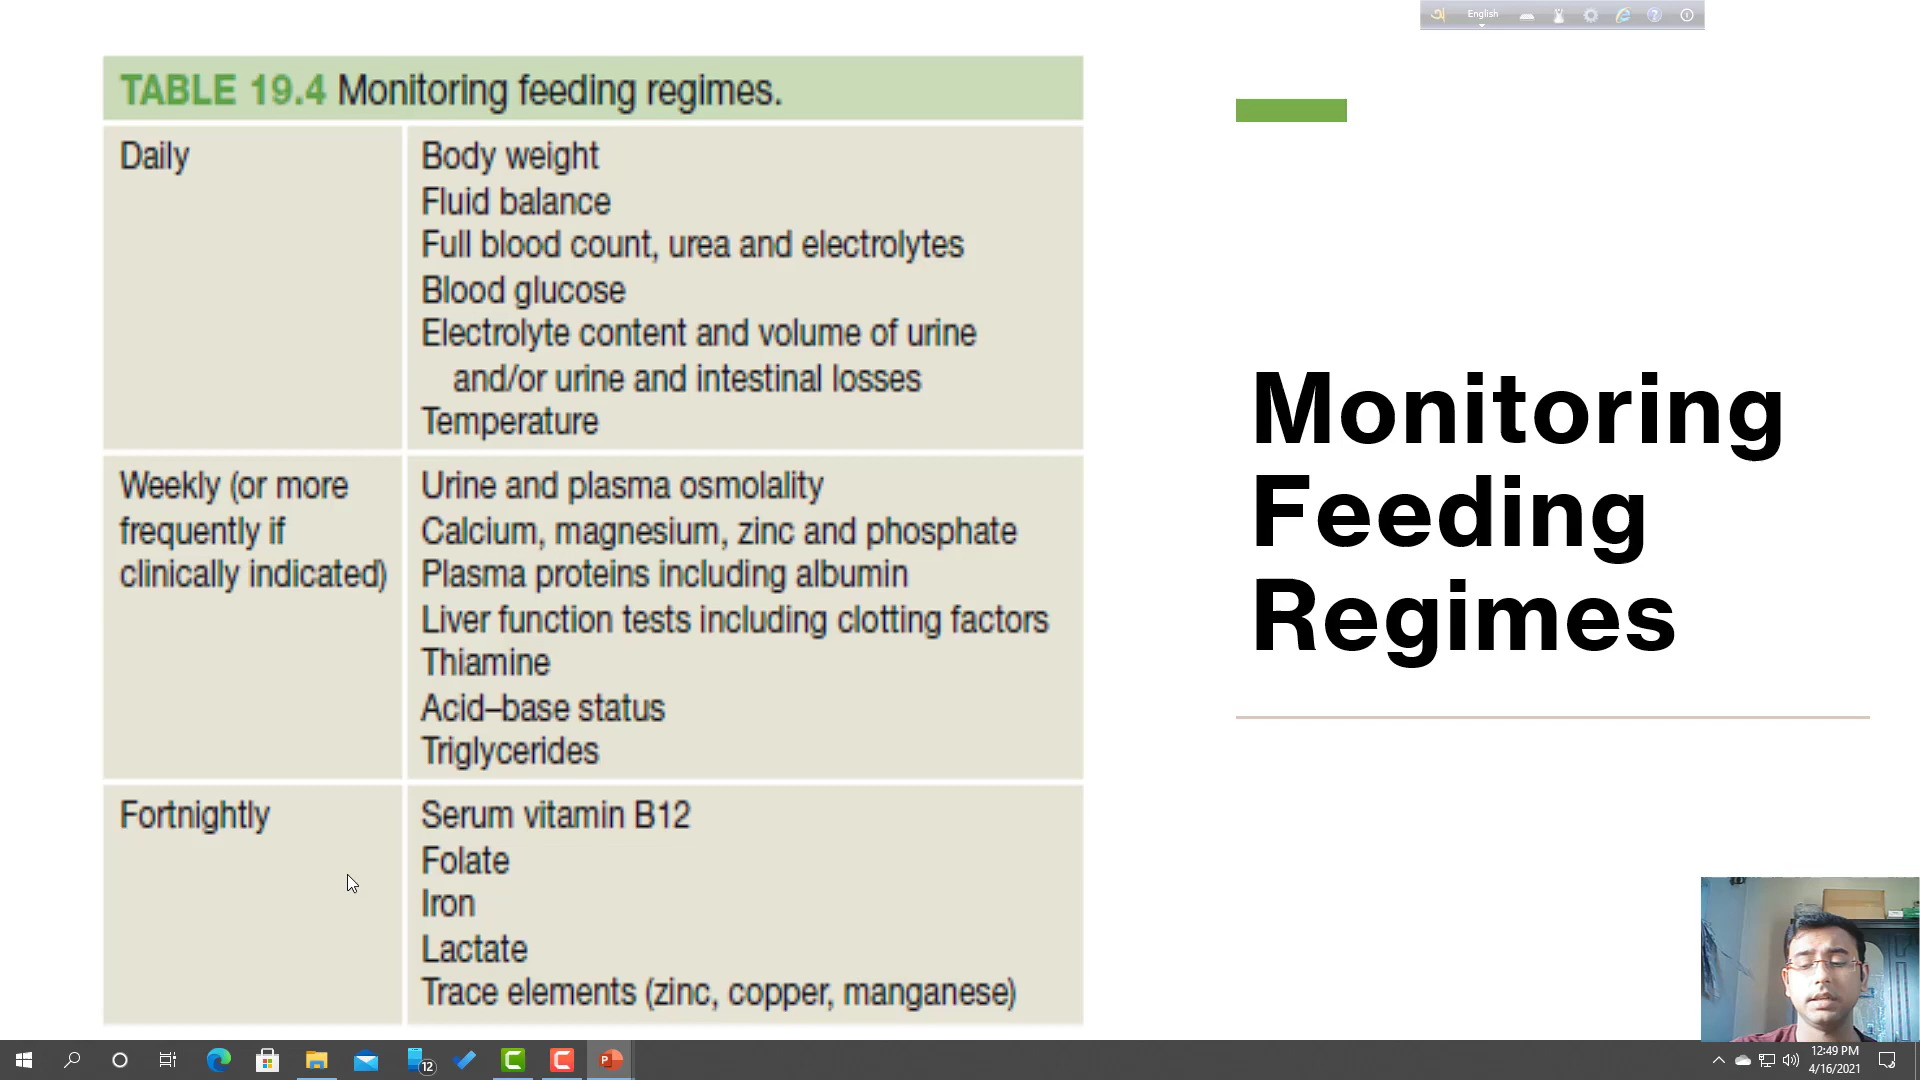 English
TABLE 19.4 Monitoring feeding regimes.
Daily
Body weight
Fluid balance
Full blood count, urea and electrolytes
Blood glucose
Electrolyte content and volume of urine
and/or urine and intestinal losses
Temperature
Weekly (or more
frequently if
clinically indicated)
Urine and plasma osmolality
Calcium, magnesium, zinc and phosphate
Plasma proteins including albumin
Liver function tests including clotting factors
Thiamine
Acid–base status
Triglycerides
Fortnightly
Serum vitamin B12
Folate
Iron
Lactate
Trace elements (zinc, copper, manganese)
Monitoring
Feeding
Regimes
12
12:49 PM
4/16/2021